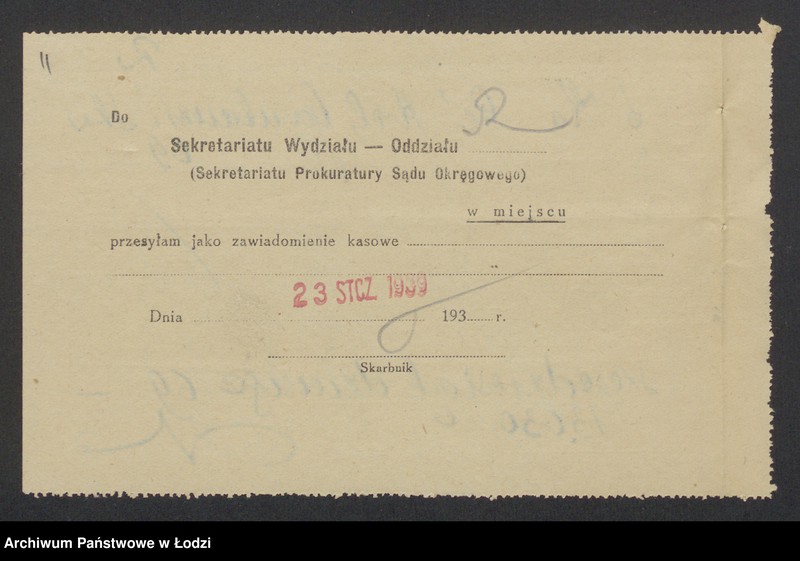 11
Do
Sekretariatu Wydziału — Oddziału
(Sekretariatu Prokuratury Sądu Okręgowego)
w miejscu
przesyłam jako zawiadomienie kasowe
23 STCZ 1939
Dnia 193 r.
Skarbnik
Archiwum Państwowe w Łodzi